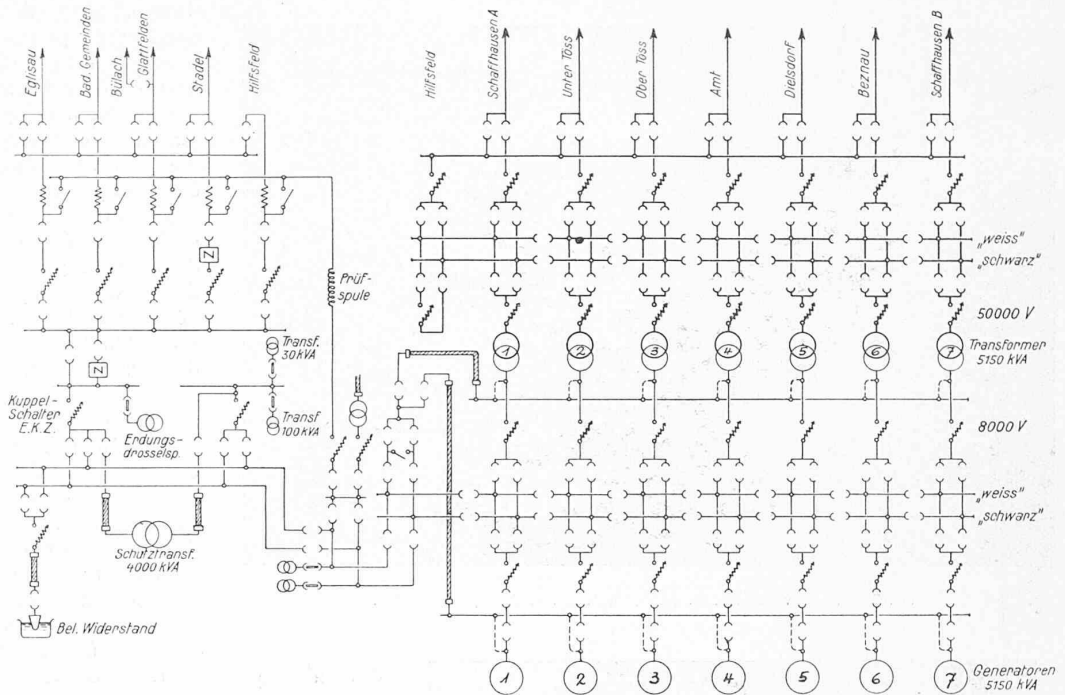 Eglisau
Bad. Gemeinden
Bülach
Glattfelden
Stadel
Hilfsfeld
Hilfsfeld
Schaffhausen A
Unter Töss
Ober Töss
Amt
Dielsdorf
Beznau
Schaffhausen B
„weiss"
„schwarz"
N
Prüf-
spule
50000 V
Transf.
30 kVA
1 2 3 4 5 6 7
Transformer
5150 kVA
N
Kuppel-
Schalter
E.K.Z.
Erdungs-
drosselsp.
Transf
100 kVA
8000 V
„weiss"
„schwarz"
Schutztransf.
4000 kVA
Bel. Widerstand
1 2 3 4 5 6 7
Generatoren
5150 kVA